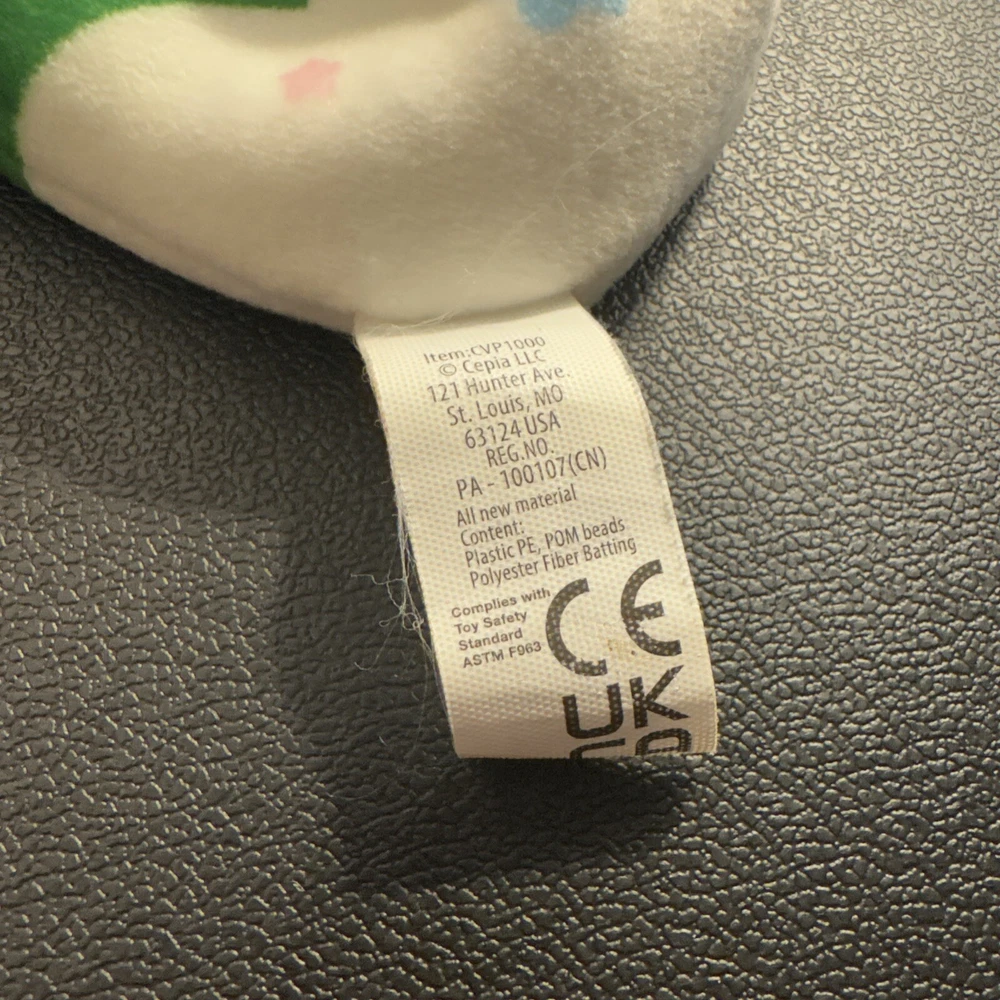 Item:CVP1000
© Cepia LLC
121 Hunter Ave.
St. Louis, MO
63124 USA
REG.NO.
PA - 100107(CN)
All new material
Content:
Plastic PE, POM beads
Polyester Fiber Batting
Complies with
Toy Safety
Standard
ASTM F963
CE
UK
CA